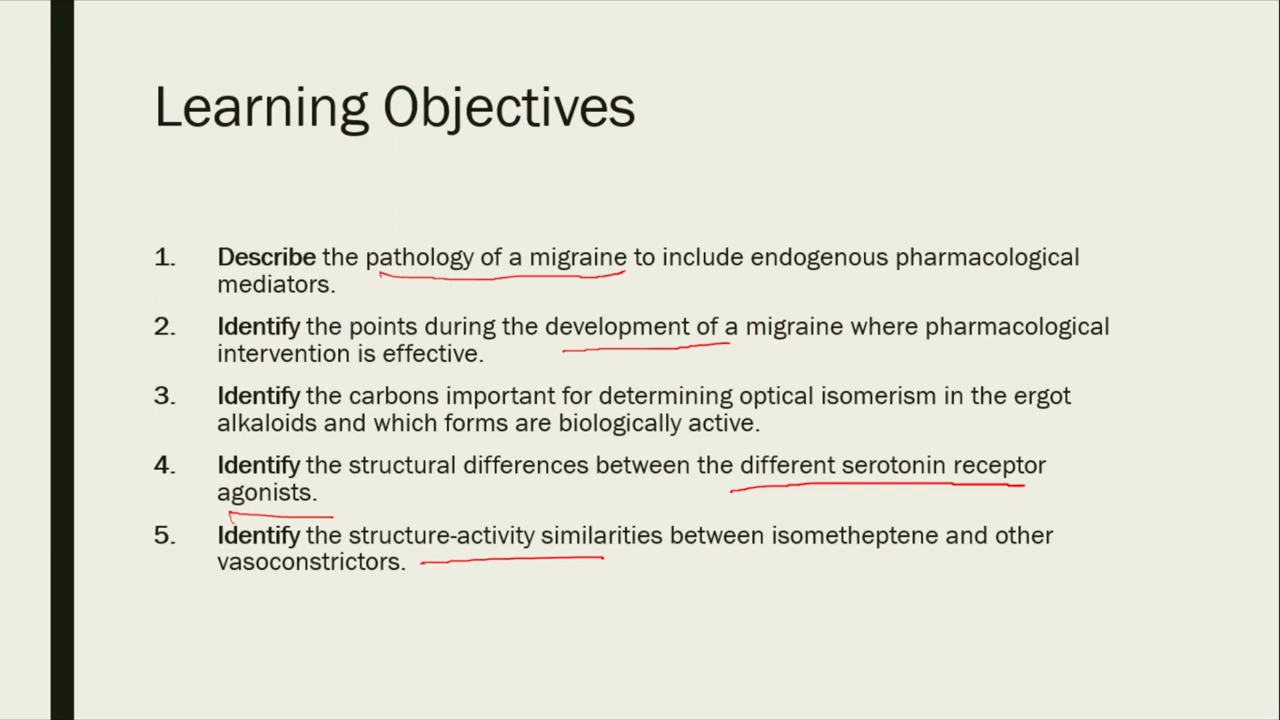 Learning Objectives
1. Describe the pathology of a migraine to include endogenous pharmacological
mediators.
2. Identify the points during the development of a migraine where pharmacological
intervention is effective.
3. Identify the carbons important for determining optical isomerism in the ergot
alkaloids and which forms are biologically active.
4. Identify the structural differences between the different serotonin receptor
agonists.
5. Identify the structure-activity similarities between isometheptene and other
vasoconstrictors.